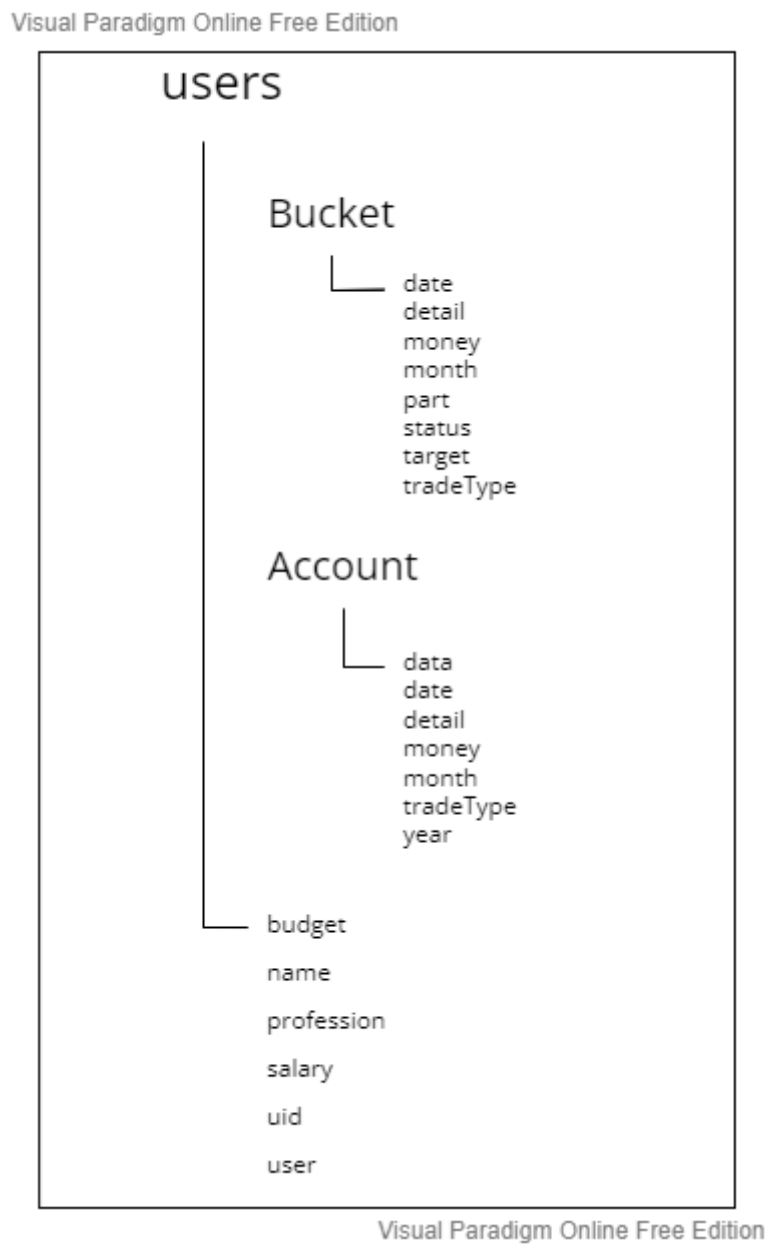 Visual Paradigm Online Free Edition
users
Bucket
date
detail
money
month
part
status
target
tradeType
Account
data
date
detail
money
month
tradeType
year
budget
name
profession
salary
uid
user
Visual Paradigm Online Free Edition